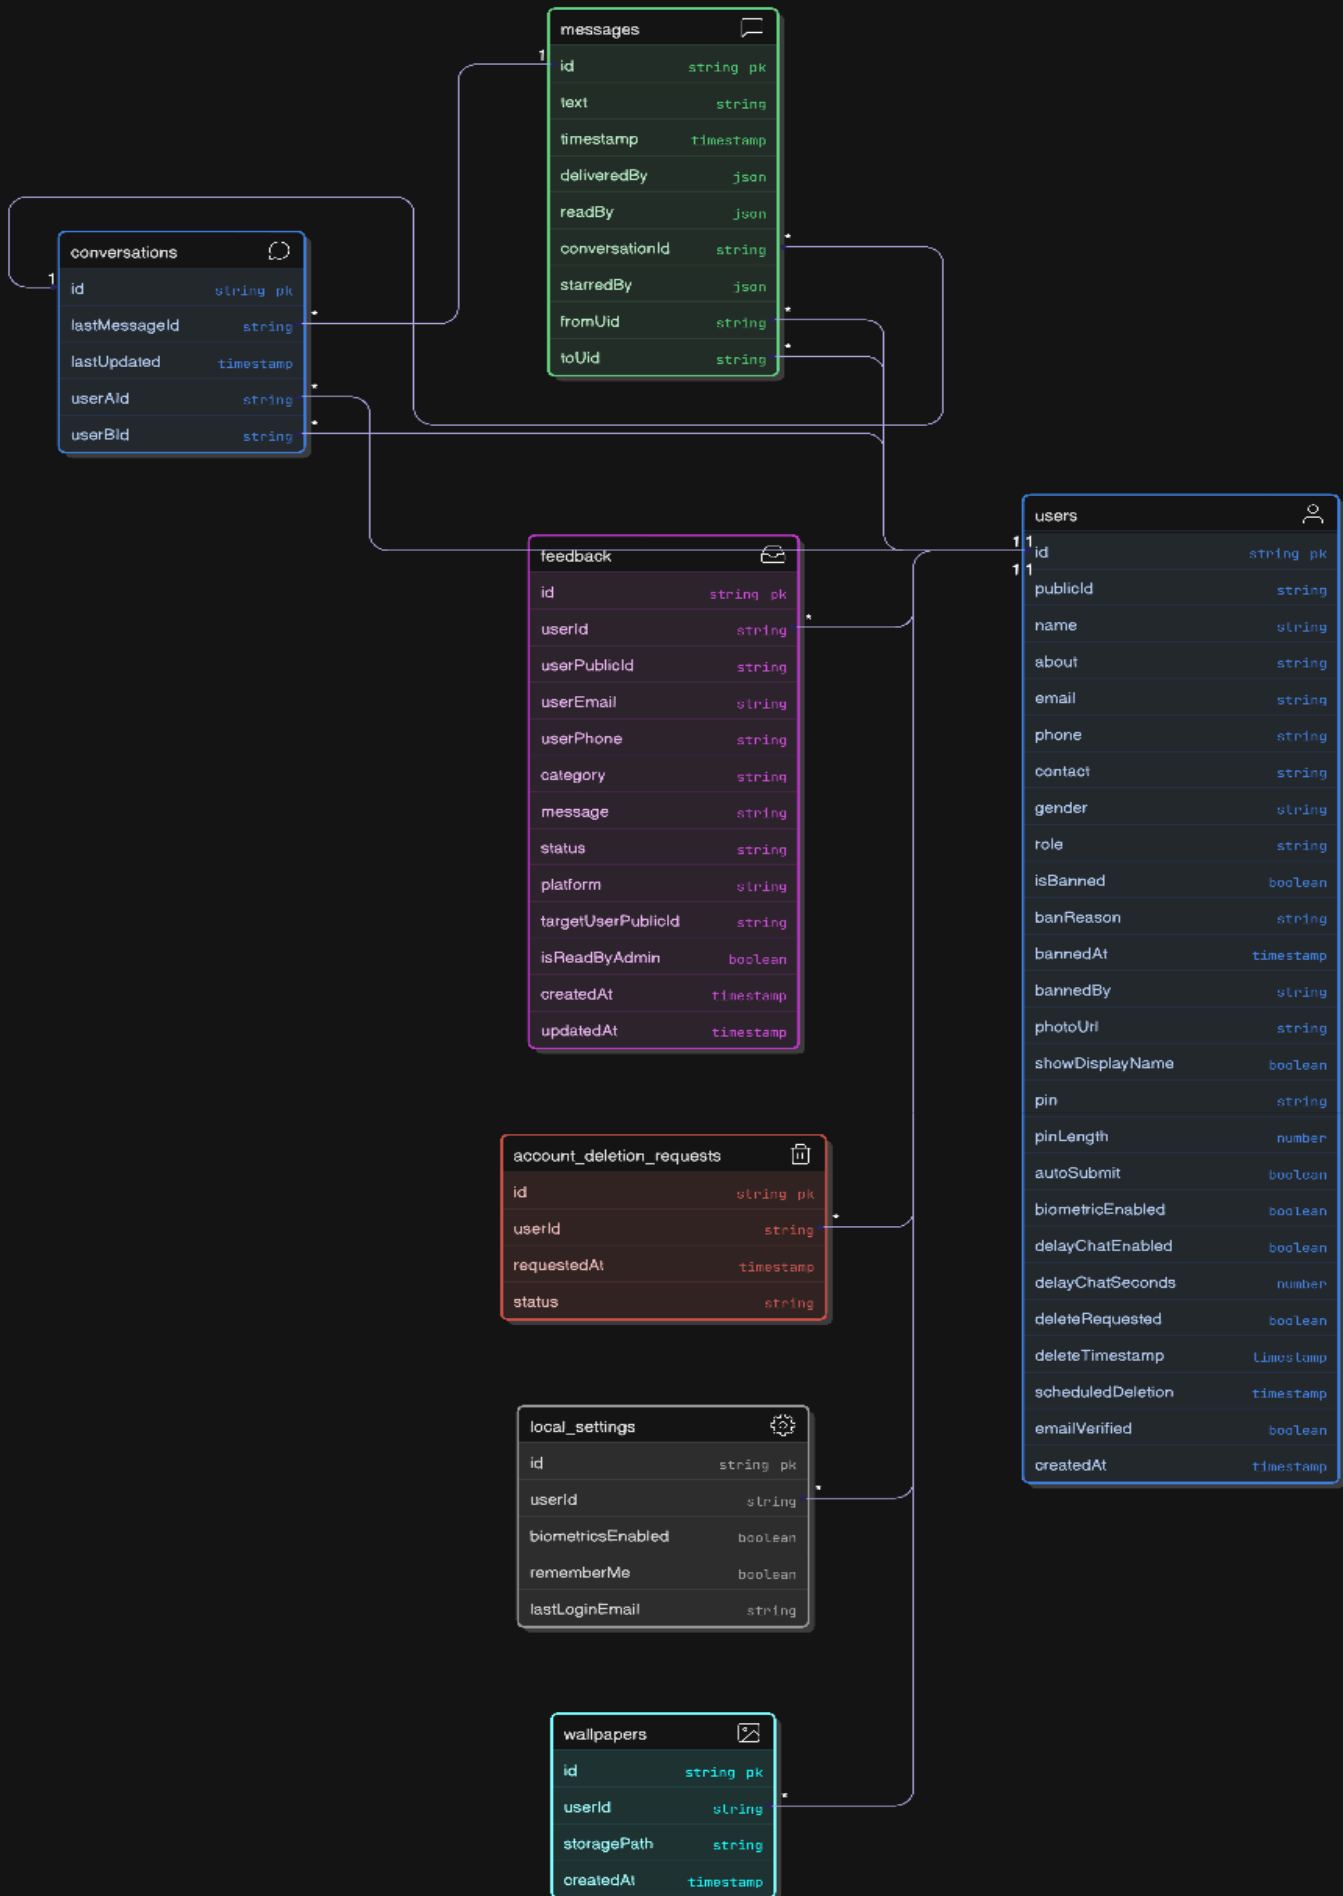 messages
1
id string pk
text string
timestamp timestamp
deliveredBy json
readBy json
*
conversationId string
starredBy json
*
fromUid string
*
toUid string
conversations
1
id string pk
*
lastMessageId string
lastUpdated timestamp
*
userAId string
*
userBId string
users
1 1
id string pk
1 1
publicId string
name string
about string
email string
phone string
contact string
gender string
role string
isBanned boolean
banReason string
bannedAt timestamp
bannedBy string
photoUrl string
showDisplayName boolean
pin string
pinLength number
autoSubmit boolean
biometricEnabled boolean
delayChatEnabled boolean
delayChatSeconds number
deleteRequested boolean
deleteTimestamp timestamp
scheduledDeletion timestamp
emailVerified boolean
createdAt timestamp
feedback
id string pk
*
userId string
userPublicId string
userEmail string
userPhone string
category string
message string
status string
platform string
targetUserPublicId string
isReadByAdmin boolean
createdAt timestamp
updatedAt timestamp
account_deletion_requests
id string pk
*
userId string
requestedAt timestamp
status string
local_settings
id string pk
*
userId string
biometricsEnabled boolean
rememberMe boolean
lastLoginEmail string
wallpapers
id string pk
*
userId string
storagePath string
createdAt timestamp